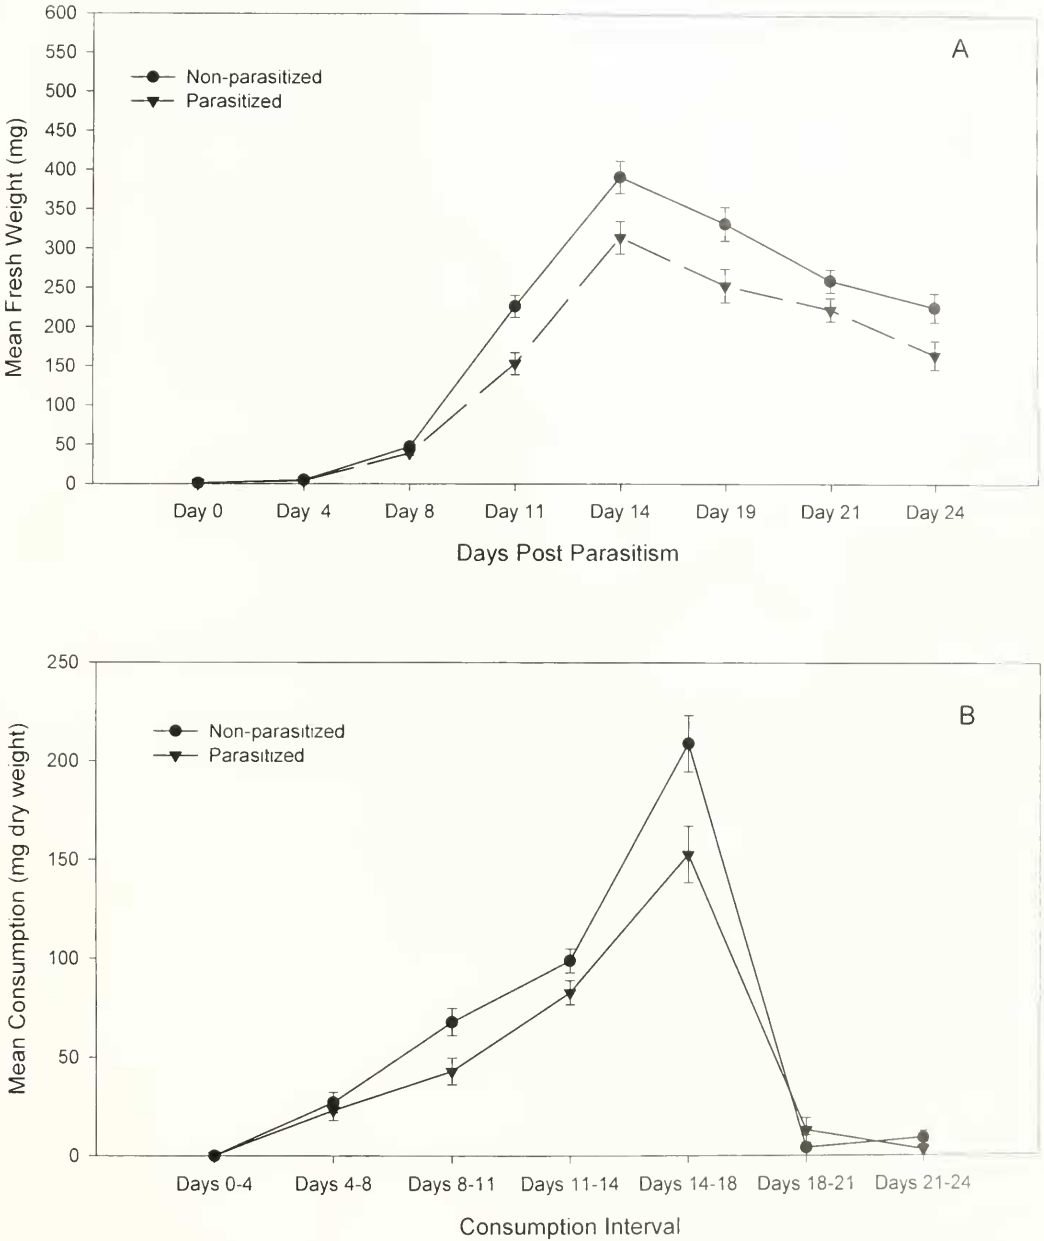 600
550
500
450
400
350
300
250
200
150
100
50
0
Mean Fresh Weight (mg)
A
Non-parasitized
Parasitized
Day 0 Day 4 Day 8 Day 11 Day 14 Day 19 Day 21 Day 24
Days Post Parasitism
250
200
150
100
50
0
Mean Consumption (mg dry weight)
B
Non-parasitized
Parasitized
Days 0-4 Days 4-8 Days 8-11 Days 11-14 Days 14-18 Days 18-21 Days 21-24
Consumption Interval